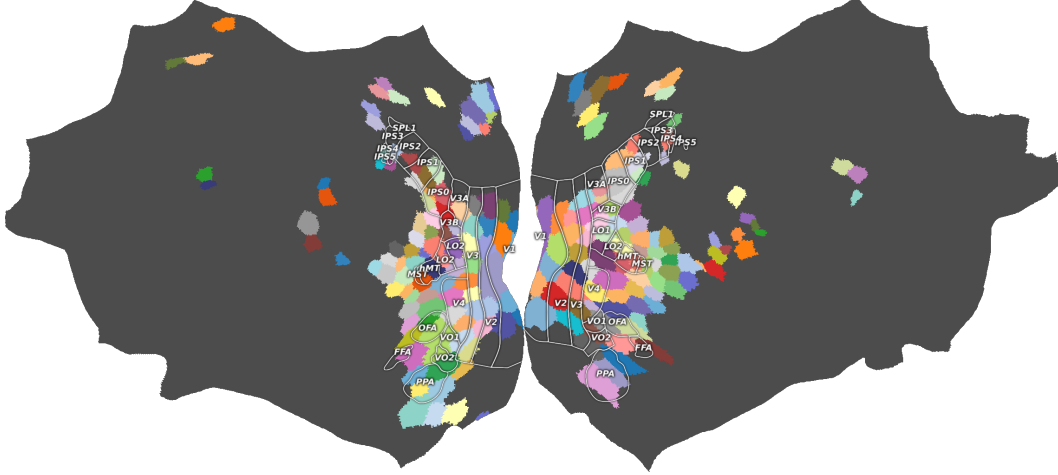 SPL1
IPS3
IPS4
IPS2
IPS5
IPS1
IPS0
V3A
V3B
LO2
V3
V1
LO2
hMT
MST
V4
V2
OFA
VO1
FFA
VO2
PPA
SPL1
IPS3
IPS4
IPS2
IPS5
IPS1
IPS0
V3A
V3B
LO1
V1
LO2
hMT
MST
V4
V2
V3
VO1
OFA
VO2
FFA
PPA